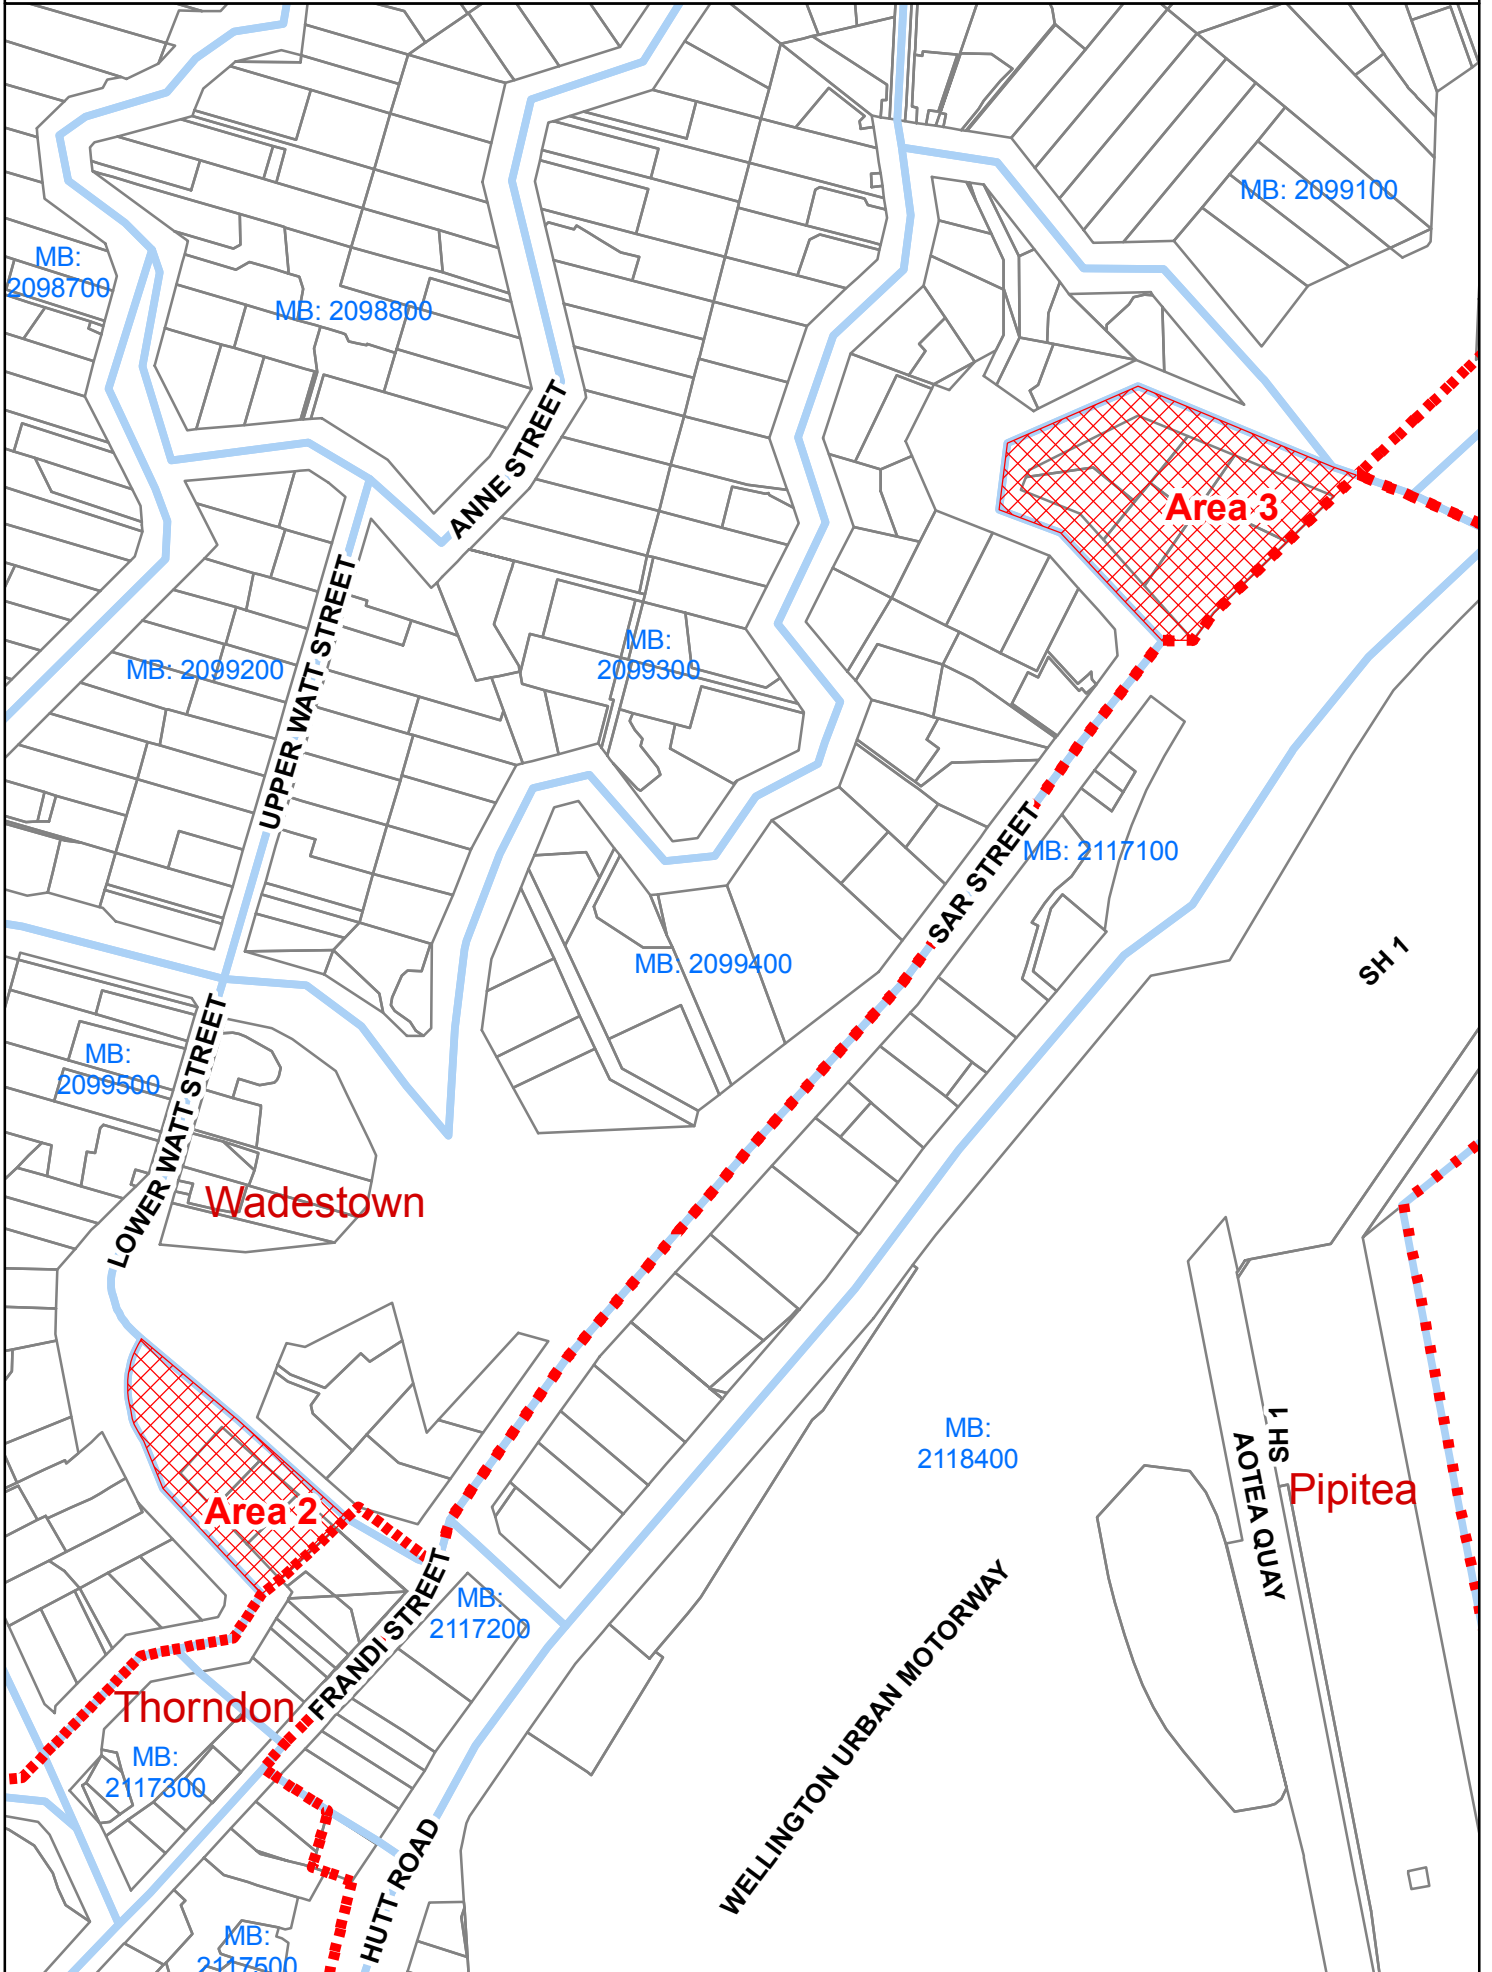 MB: 2099100
MB:
2098700
MB: 2098800
ANNE STREET
Area 3
UPPER WATT STREET
MB:
2099300
MB: 2099200
SAR STREET
MB: 2117100
MB: 2099400
SH 1
LOWER WATT STREET
MB:
2099500
Wadestown
MB:
2118400
SH 1
AOTEA QUAY
Pipitea
Area 2
FRANDI STREET
MB:
2117200
WELLINGTON URBAN MOTORWAY
Thorndon
MB:
2117300
HUTT ROAD
MB:
2117500